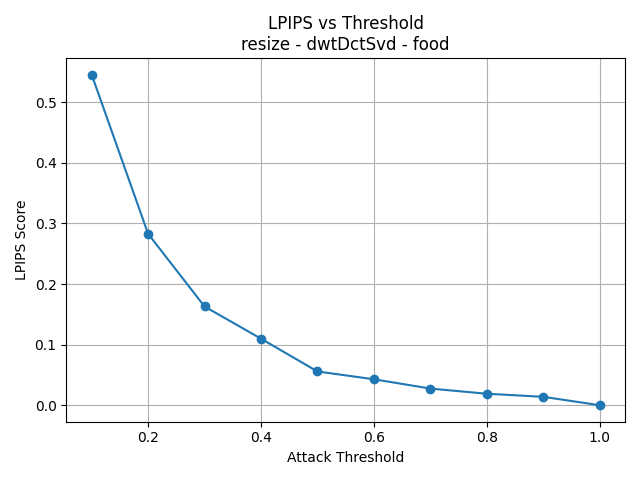 LPIPS vs Threshold
resize - dwtDctSvd - food
LPIPS Score
0.5
0.4
0.3
0.2
0.1
0.0
0.2
0.4
0.6
0.8
1.0
Attack Threshold